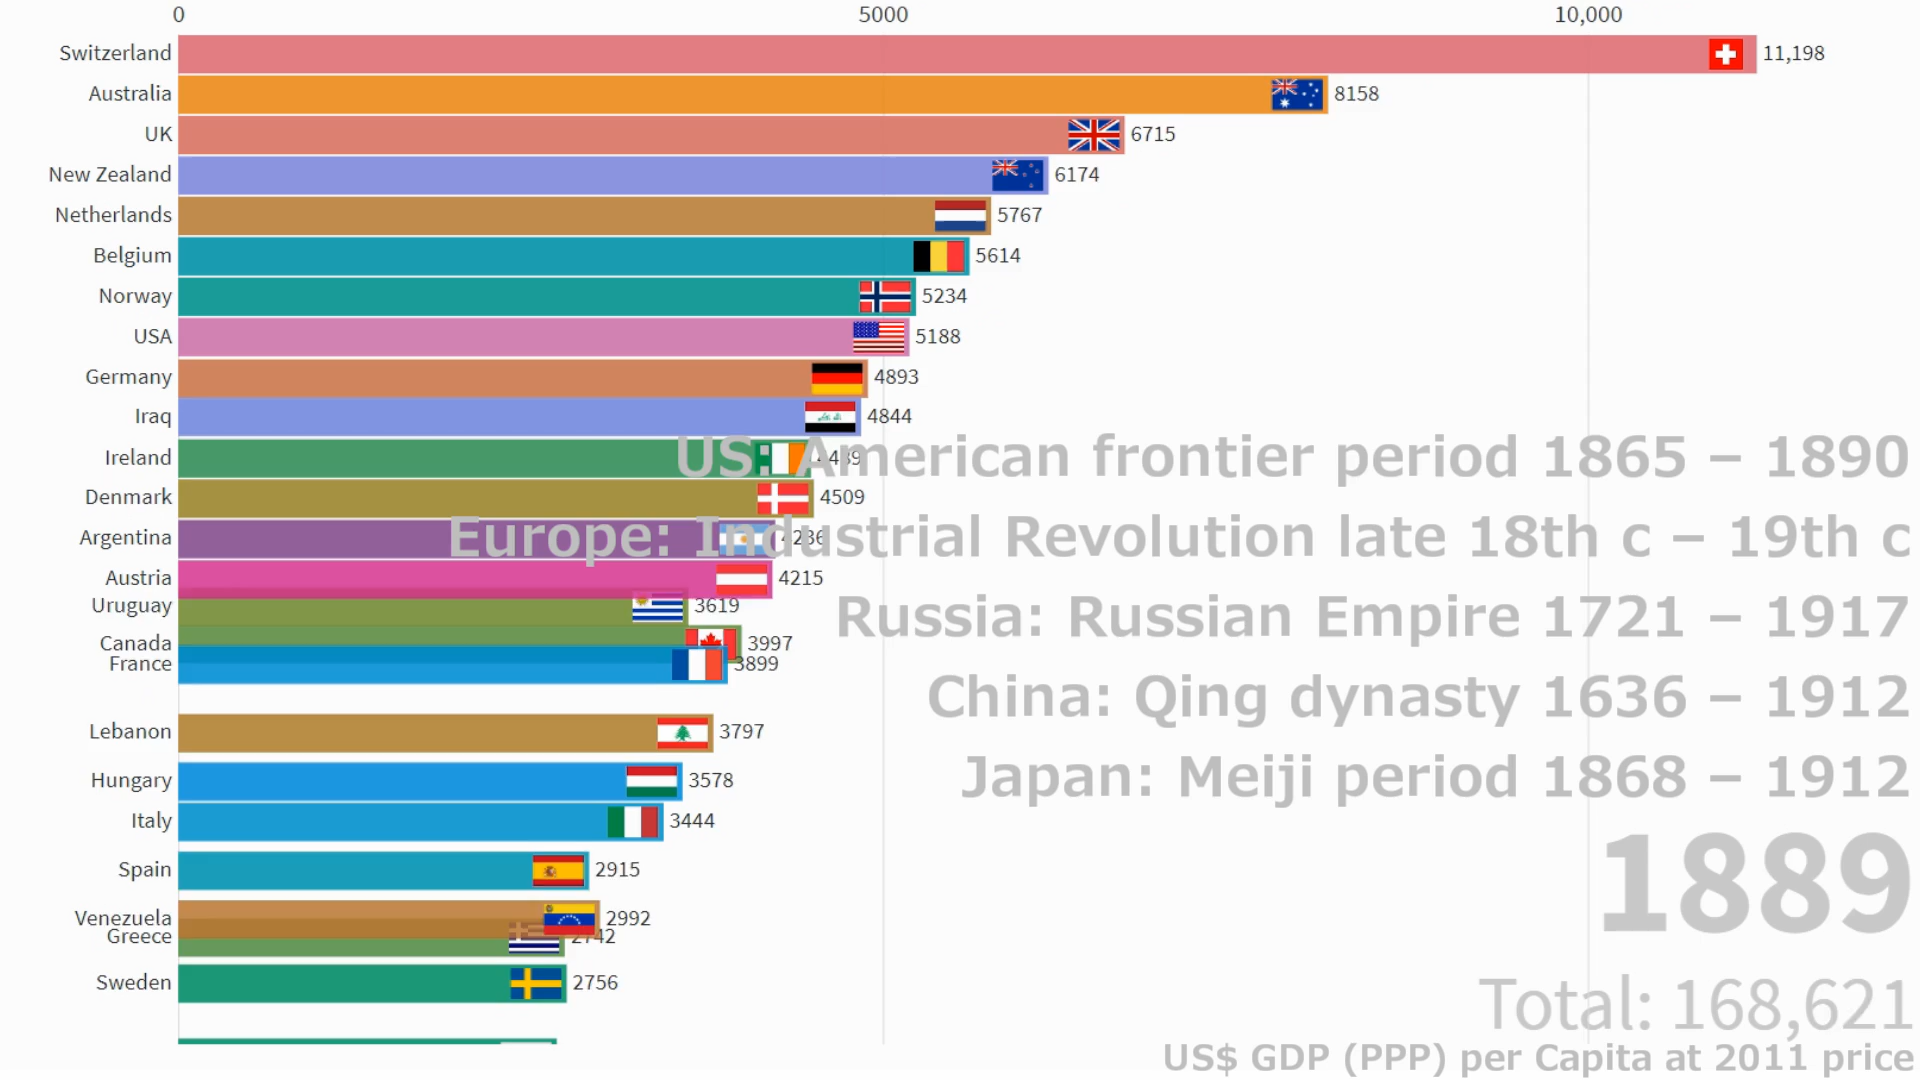 0 5000 10,000
Switzerland 11,198
Australia 8158
UK 6715
New Zealand 6174
Netherlands 5767
Belgium 5614
Norway 5234
USA 5188
Germany 4893
Iraq 4844
Ireland
US: American frontier period 1865 – 1890
Denmark 4509
Argentina 4236
Europe: Industrial Revolution late 18th c – 19th c
Austria 4215
Uruguay 3619
Russia: Russian Empire 1721 – 1917
Canada 3997
France 3899
China: Qing dynasty 1636 – 1912
Lebanon 3797
Hungary 3578
Japan: Meiji period 1868 – 1912
Italy 3444
Spain 2915
1889
Venezuela 2992
Greece 2742
Sweden 2756
Total: 168,621
US$ GDP (PPP) per Capita at 2011 price